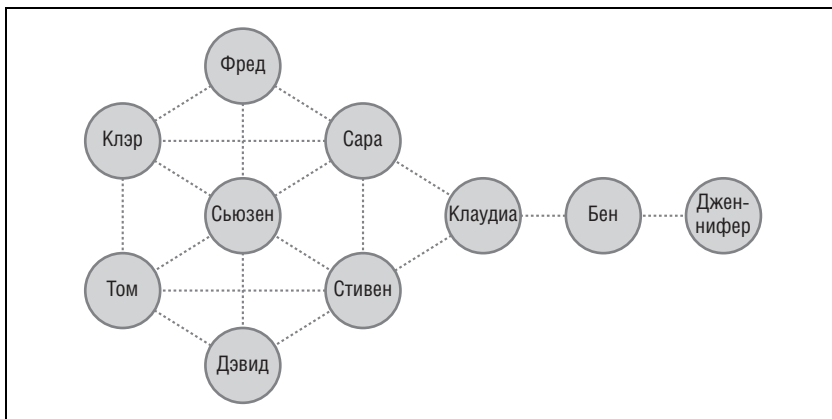 Фред
Клэр
Сара
Сьюзен
Клаудиа
Бен
Джен-
нифер
Том
Стивен
Дэвид